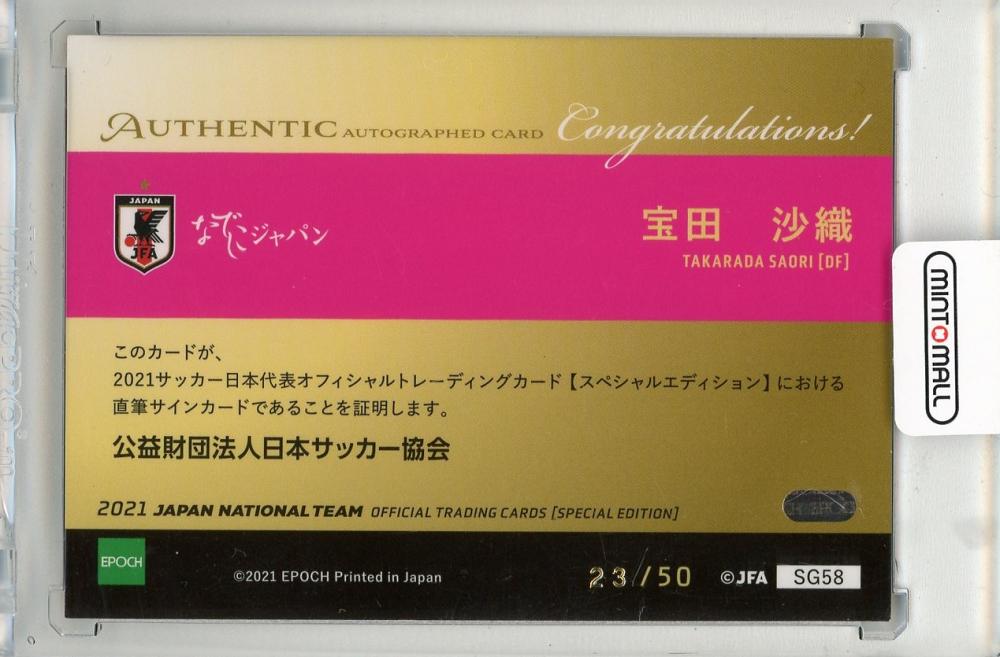 AUTHENTIC AUTOGRAPHED CARD Congratulations!
JAPAN
JFA
なでしこジャパン
宝田 沙織
TAKARADA SAORI [DF]
MINT MALL
このカードが、
2021サッカー日本代表オフィシャルトレーディングカード【スペシャルエディション】における
直筆サインカードであることを証明します。
公益財団法人日本サッカー協会
2021 JAPAN NATIONAL TEAM OFFICIAL TRADING CARDS [SPECIAL EDITION]
EPOCH
©2021 EPOCH Printed in Japan
23/50
©JFA
SG58